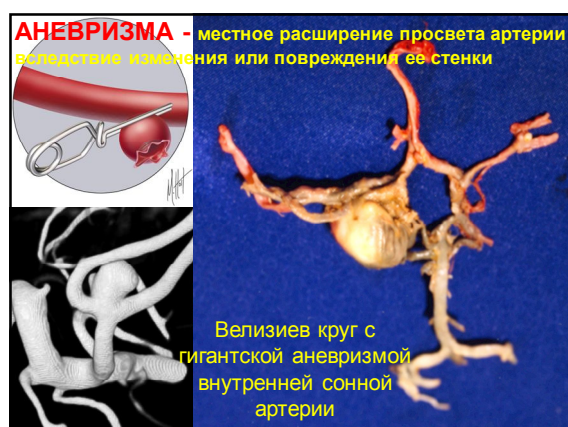 АНЕВРИЗМА - местное расширение просвета артерии
вследствие изменения или повреждения ее стенки
Велизиев круг с
гигантской аневризмой
внутренней сонной
артерии